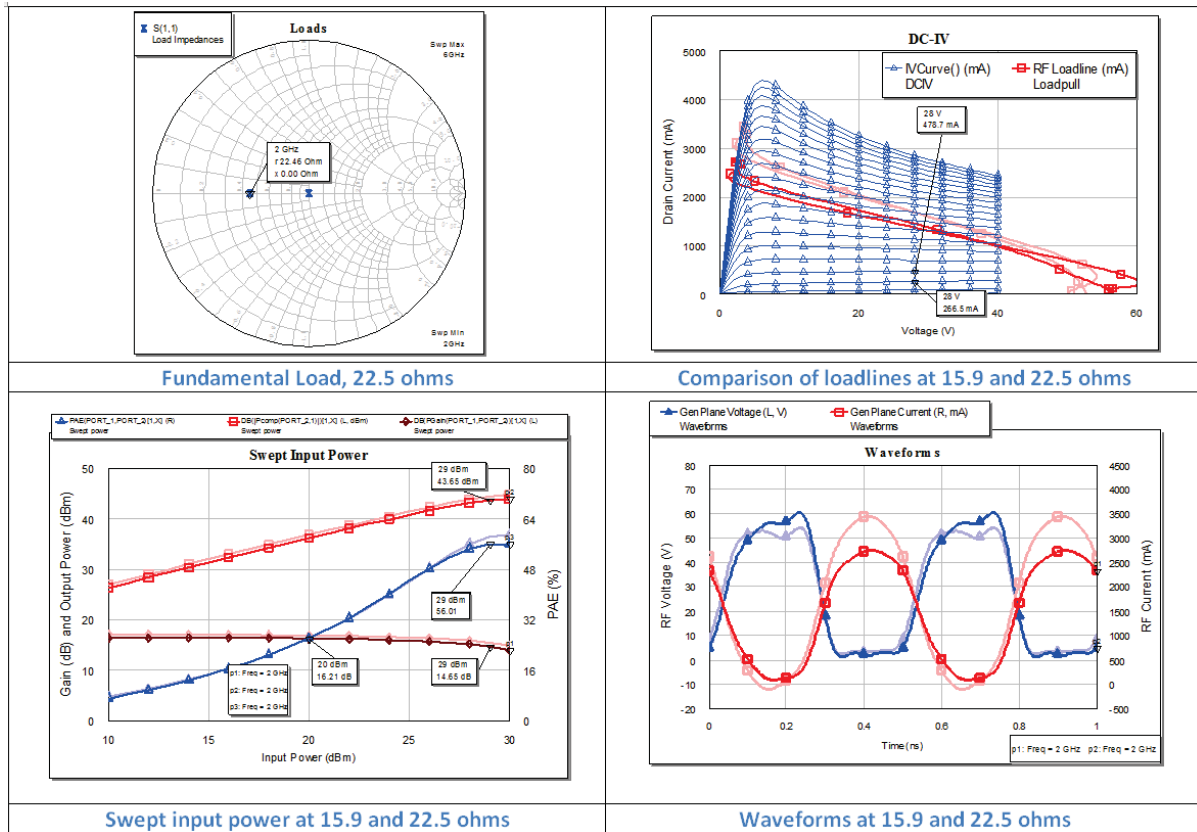 S(1,1)
Load Impedances
Loads
Swp Max
6GHz
2 GHz
r 22.46 Ohm
x 0.00 Ohm
Swp Min
2GHz
Fundamental Load, 22.5 ohms
DC-IV
IVCurve() (mA)
DCIV
RF Loadline (mA)
Loadpull
28 V
478.7 mA
28 V
266.5 mA
Drain Current (mA)
5000
4000
3000
2000
1000
0
0
20
40
60
Voltage (V)
Comparison of loadlines at 15.9 and 22.5 ohms
PAE(PORT_1,PORT_2)[1,X] (R)
Swept power
DB(|Pcomp(PORT_2,1)|)[1,X] (L, dBm)
Swept power
DB(PGain(PORT_1,PORT_2))[1,X] (L)
Swept power
Swept Input Power
Gain (dB) and Output Power (dBm)
50
40
30
20
10
0
PAE (%)
80
64
48
32
16
0
29 dBm
43.65 dBm
p2
p3
29 dBm
56.01
p1
20 dBm
16.21 dB
29 dBm
14.65 dB
p1: Freq = 2 GHz
p2: Freq = 2 GHz
p3: Freq = 2 GHz
10
15
20
25
30
Input Power (dBm)
Swept input power at 15.9 and 22.5 ohms
Gen Plane Voltage (L, V)
Waveforms
Gen Plane Current (R, mA)
Waveforms
Waveforms
RF Voltage (V)
80
70
60
50
40
30
20
10
0
-10
-20
RF Current (mA)
4500
4000
3500
3000
2500
2000
1500
1000
500
0
-500
p1
p2
0
0.2
0.4
0.6
0.8
1
Time (ns)
p1: Freq = 2 GHz p2: Freq = 2 GHz
Waveforms at 15.9 and 22.5 ohms